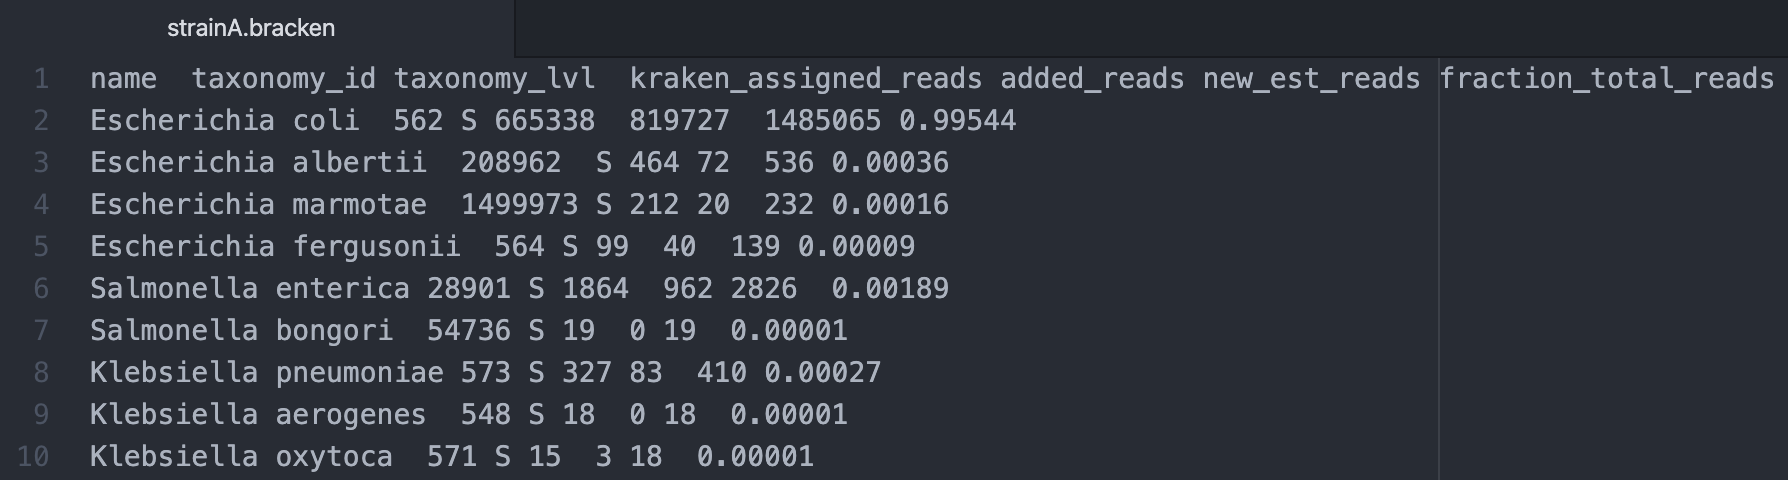 strainA.bracken
1 name taxonomy_id taxonomy_lvl kraken_assigned_reads added_reads new_est_reads fraction_total_reads
2 Escherichia coli 562 S 665338 819727 1485065 0.99544
3 Escherichia albertii 208962 S 464 72 536 0.00036
4 Escherichia marmotae 1499973 S 212 20 232 0.00016
5 Escherichia fergusonii 564 S 99 40 139 0.00009
6 Salmonella enterica 28901 S 1864 962 2826 0.00189
7 Salmonella bongori 54736 S 19 0 19 0.00001
8 Klebsiella pneumoniae 573 S 327 83 410 0.00027
9 Klebsiella aerogenes 548 S 18 0 18 0.00001
10 Klebsiella oxytoca 571 S 15 3 18 0.00001